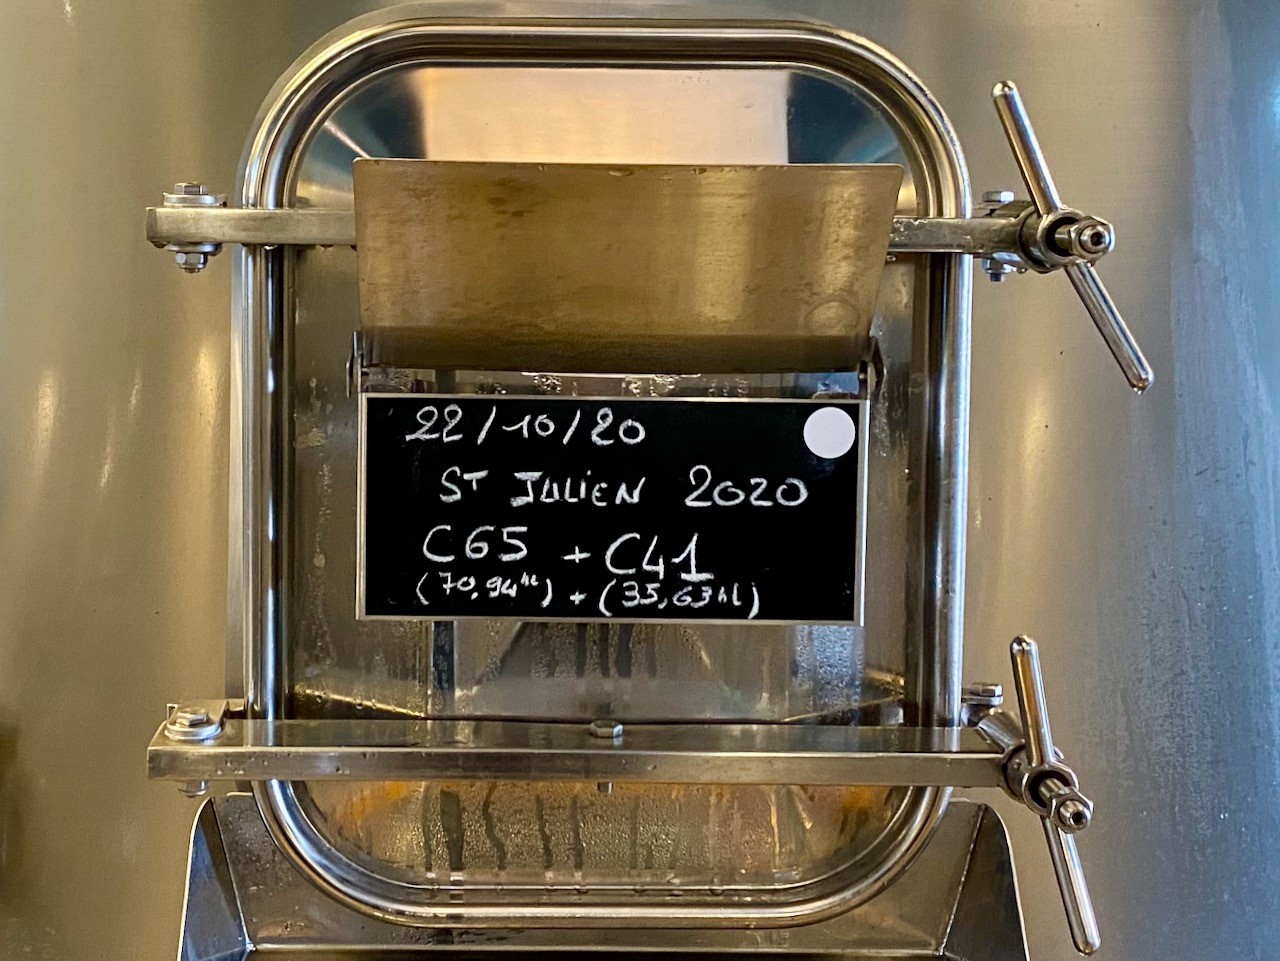 22/10/20
ST JULiEN 2020
C65 + C41
(70,94hl) + (35,63hl)